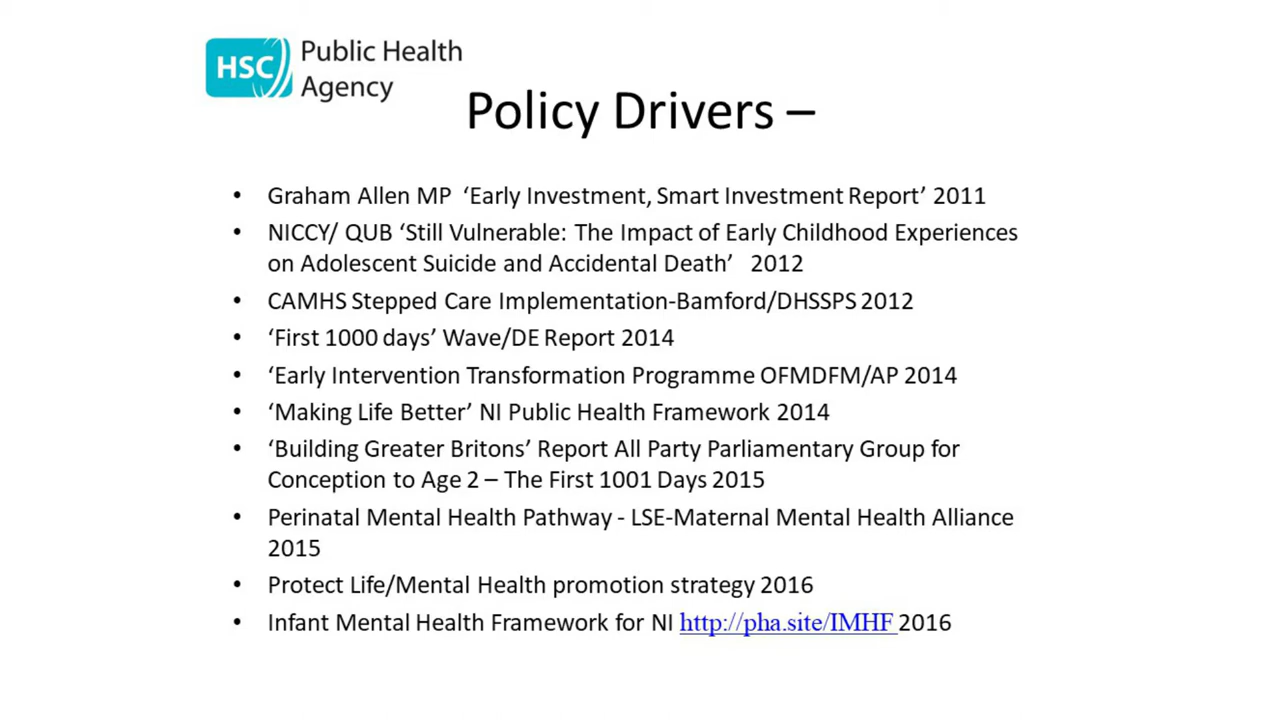 HSC Public Health
Agency
Policy Drivers –
• Graham Allen MP ‘Early Investment, Smart Investment Report’ 2011
• NICCY/ QUB ‘Still Vulnerable: The Impact of Early Childhood Experiences
on Adolescent Suicide and Accidental Death’ 2012
• CAMHS Stepped Care Implementation-Bamford/DHSSPS 2012
• ‘First 1000 days’ Wave/DE Report 2014
• ‘Early Intervention Transformation Programme OFMDFM/AP 2014
• ‘Making Life Better’ NI Public Health Framework 2014
• ‘Building Greater Britons’ Report All Party Parliamentary Group for
Conception to Age 2 – The First 1001 Days 2015
• Perinatal Mental Health Pathway - LSE-Maternal Mental Health Alliance
2015
• Protect Life/Mental Health promotion strategy 2016
• Infant Mental Health Framework for NI http://pha.site/IMHF 2016